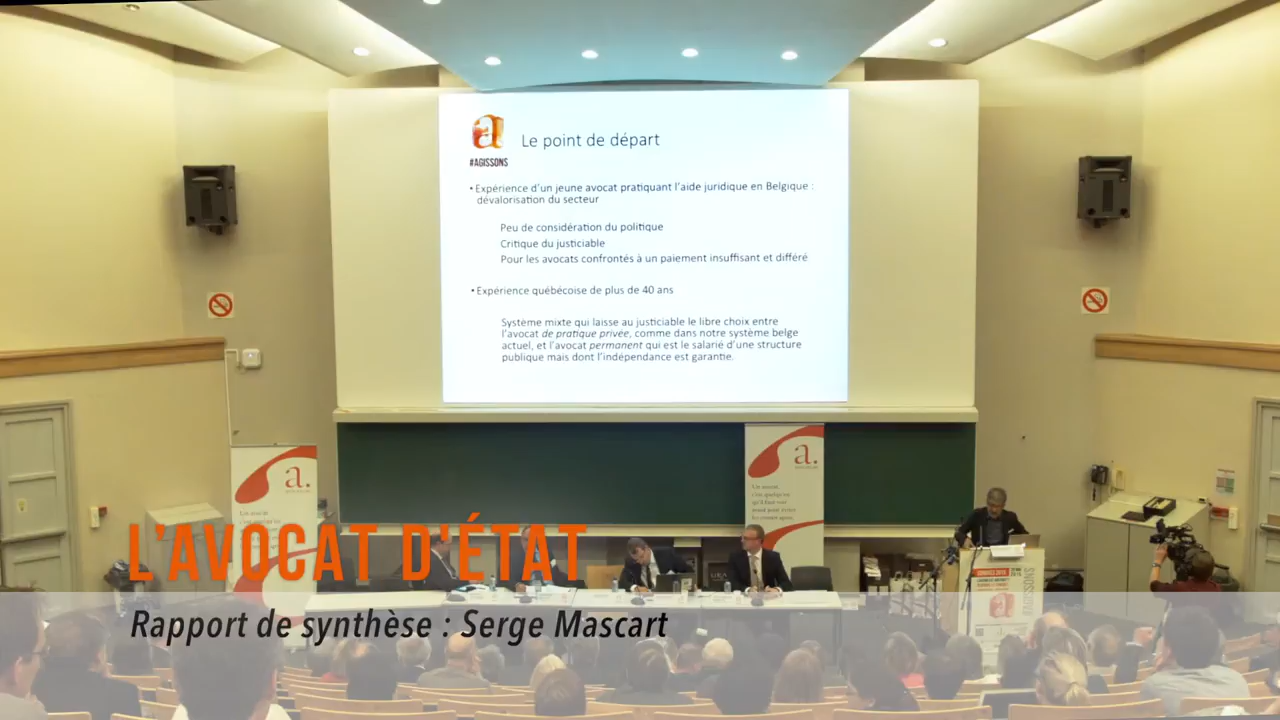 a
#AGISSONS
Le point de départ
• Expérience d'un jeune avocat pratiquant l'aide juridique en Belgique :
dévalorisation du secteur
Peu de considération du politique
Critique du justiciable
Pour les avocats confrontés à un paiement insuffisant et différé
• Expérience québécoise de plus de 40 ans
Système mixte qui laisse au justiciable le libre choix entre
l'avocat de pratique privée, comme dans notre système belge
actuel, et l'avocat permanent qui est le salarié d'une structure
publique mais dont l'indépendance est garantie.
a.
a.
#AGISSONS
L'AVOCAT D'ÉTAT
Rapport de synthèse : Serge Mascart